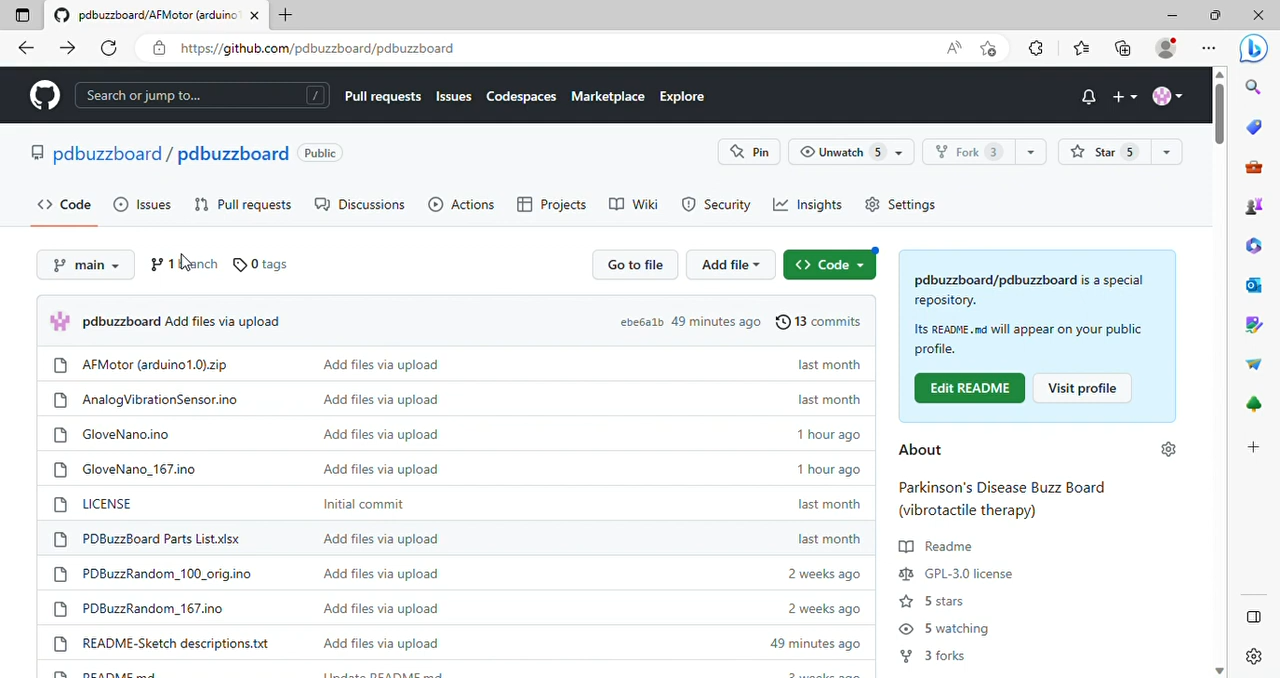 pdbuzzboard/AFMotor (arduino
https://github.com/pdbuzzboard/pdbuzzboard
Search or jump to... /
Pull requests Issues Codespaces Marketplace Explore
pdbuzzboard / pdbuzzboard Public
Pin Unwatch 5 Fork 3 Star 5
Code Issues Pull requests Discussions Actions Projects Wiki Security Insights Settings
main 1 branch 0 tags Go to file Add file Code
pdbuzzboard Add files via upload ebe6a1b 49 minutes ago 13 commits
AFMotor (arduino1.0).zip Add files via upload last month
AnalogVibrationSensor.ino Add files via upload last month
GloveNano.ino Add files via upload 1 hour ago
GloveNano_167.ino Add files via upload 1 hour ago
LICENSE Initial commit last month
PDBuzzBoard Parts List.xlsx Add files via upload last month
PDBuzzRandom_100_orig.ino Add files via upload 2 weeks ago
PDBuzzRandom_167.ino Add files via upload 2 weeks ago
README-Sketch descriptions.txt Add files via upload 49 minutes ago
README.md Update README.md 2 weeks ago
pdbuzzboard/pdbuzzboard is a special
repository.
Its README.md will appear on your public
profile.
Edit README Visit profile
About
Parkinson's Disease Buzz Board
(vibrotactile therapy)
Readme
GPL-3.0 license
5 stars
5 watching
3 forks